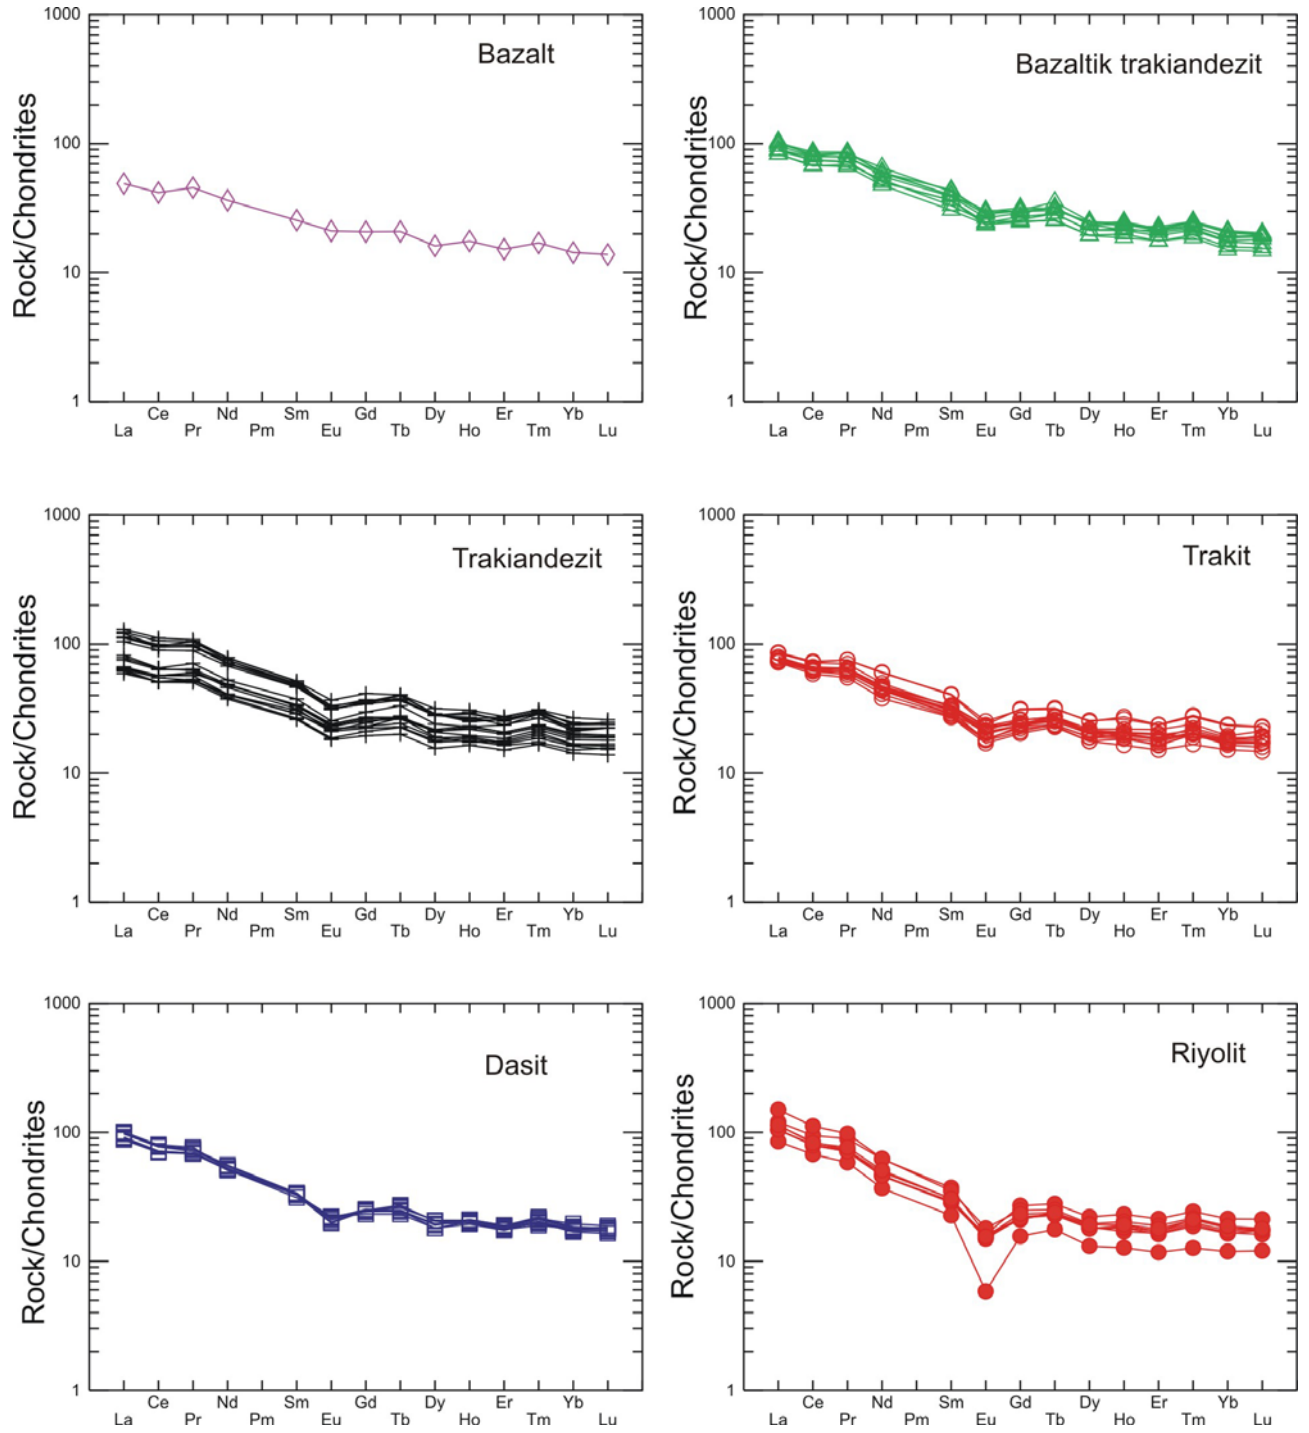 Bazalt
Rock/Chondrites
1000
100
10
1
Ce Nd Sm Gd Dy Er Yb
La Pr Pm Eu Tb Ho Tm Lu
Bazaltik trakiandezit
Rock/Chondrites
1000
100
10
1
Ce Nd Sm Gd Dy Er Yb
La Pr Pm Eu Tb Ho Tm Lu
Trakiandezit
Rock/Chondrites
1000
100
10
1
Ce Nd Sm Gd Dy Er Yb
La Pr Pm Eu Tb Ho Tm Lu
Trakit
Rock/Chondrites
1000
100
10
1
Ce Nd Sm Gd Dy Er Yb
La Pr Pm Eu Tb Ho Tm Lu
Dasit
Rock/Chondrites
1000
100
10
1
Ce Nd Sm Gd Dy Er Yb
La Pr Pm Eu Tb Ho Tm Lu
Riyolit
Rock/Chondrites
1000
100
10
1
Ce Nd Sm Gd Dy Er Yb
La Pr Pm Eu Tb Ho Tm Lu